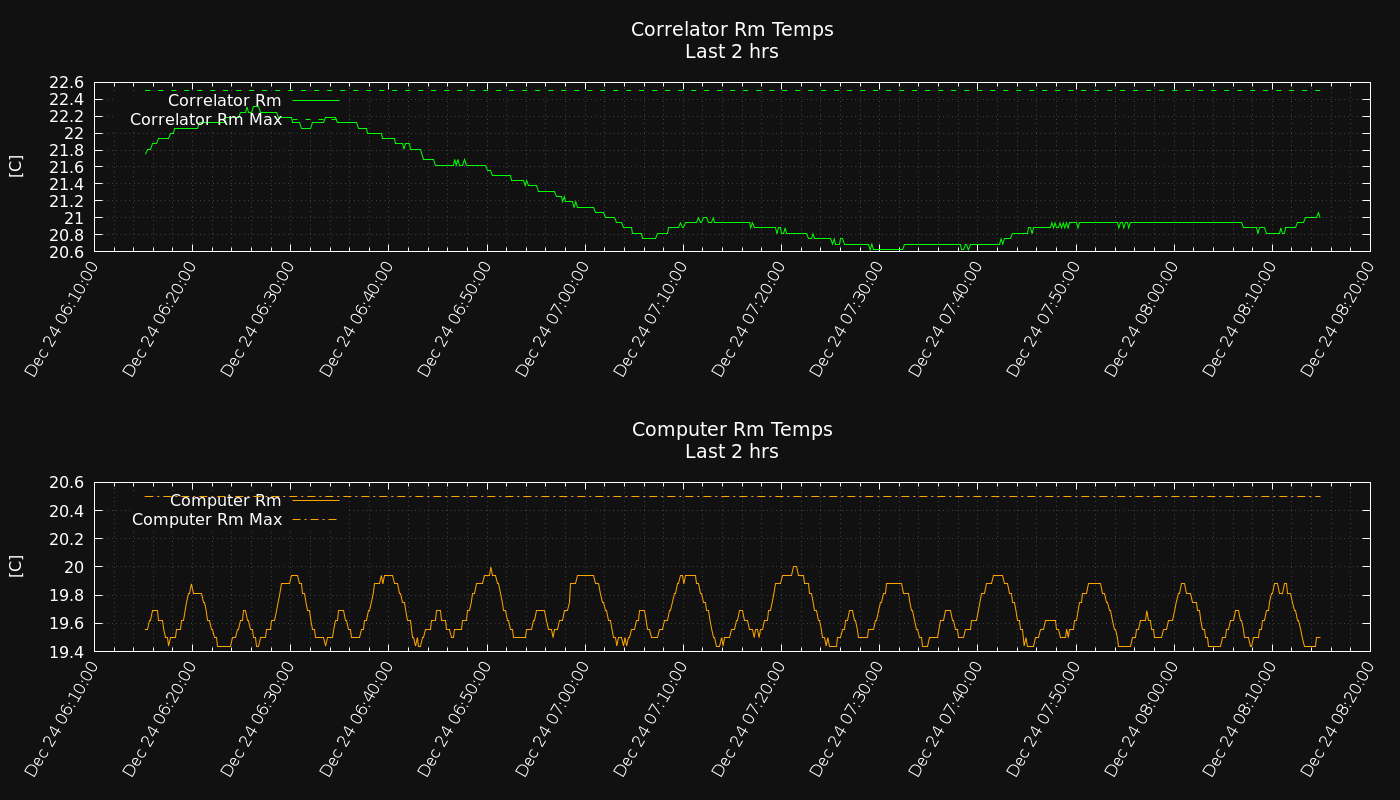 Correlator Rm Temps
Last 2 hrs
[C]
22.6
22.4
22.2
22
21.8
21.6
21.4
21.2
21
20.8
20.6
Correlator Rm
Correlator Rm Max
Dec 24 06:10:00
Dec 24 06:20:00
Dec 24 06:30:00
Dec 24 06:40:00
Dec 24 06:50:00
Dec 24 07:00:00
Dec 24 07:10:00
Dec 24 07:20:00
Dec 24 07:30:00
Dec 24 07:40:00
Dec 24 07:50:00
Dec 24 08:00:00
Dec 24 08:10:00
Dec 24 08:20:00
Computer Rm Temps
Last 2 hrs
[C]
20.6
20.4
20.2
20
19.8
19.6
19.4
Computer Rm
Computer Rm Max
Dec 24 06:10:00
Dec 24 06:20:00
Dec 24 06:30:00
Dec 24 06:40:00
Dec 24 06:50:00
Dec 24 07:00:00
Dec 24 07:10:00
Dec 24 07:20:00
Dec 24 07:30:00
Dec 24 07:40:00
Dec 24 07:50:00
Dec 24 08:00:00
Dec 24 08:10:00
Dec 24 08:20:00